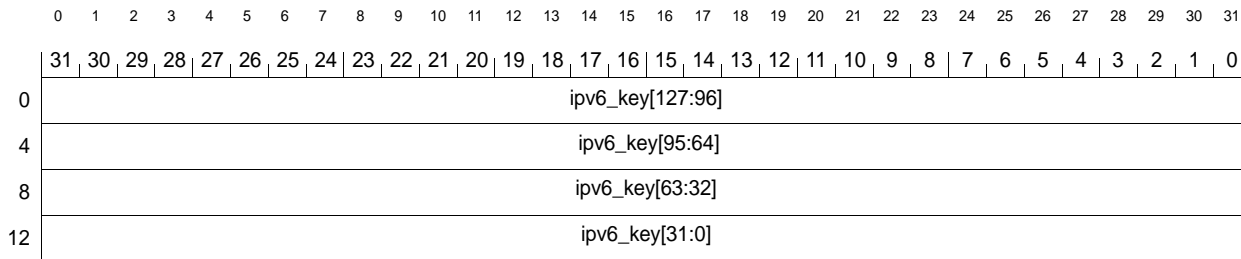 0 1 2 3 4 5 6 7 8 9 10 11 12 13 14 15 16 17 18 19 20 21 22 23 24 25 26 27 28 29 30 31
31 30 29 28 27 26 25 24 23 22 21 20 19 18 17 16 15 14 13 12 11 10 9 8 7 6 5 4 3 2 1 0
0 ipv6_key[127:96]
4 ipv6_key[95:64]
8 ipv6_key[63:32]
12 ipv6_key[31:0]